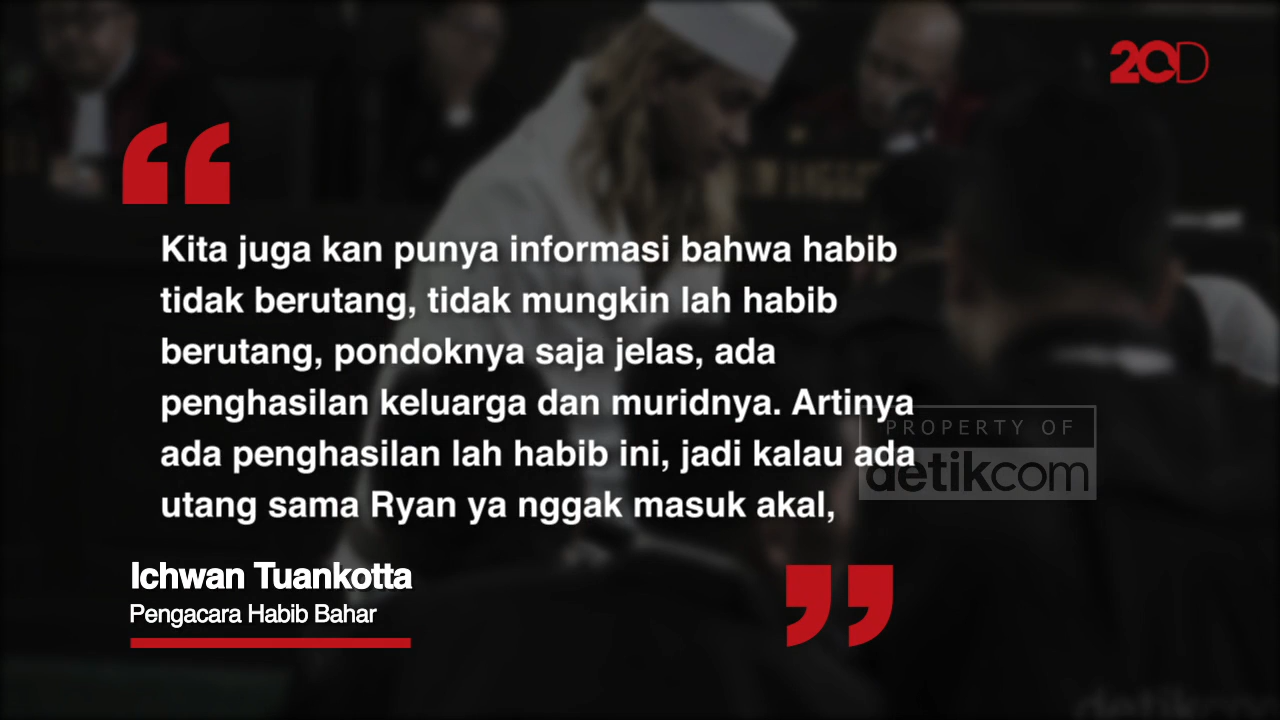 20D
Kita juga kan punya informasi bahwa habib
tidak berutang, tidak mungkin lah habib
berutang, pondoknya saja jelas, ada
penghasilan keluarga dan muridnya. Artinya
ada penghasilan lah habib ini, jadi kalau ada
utang sama Ryan ya nggak masuk akal,
PROPERTY OF
detikcom
Ichwan Tuankotta
Pengacara Habib Bahar